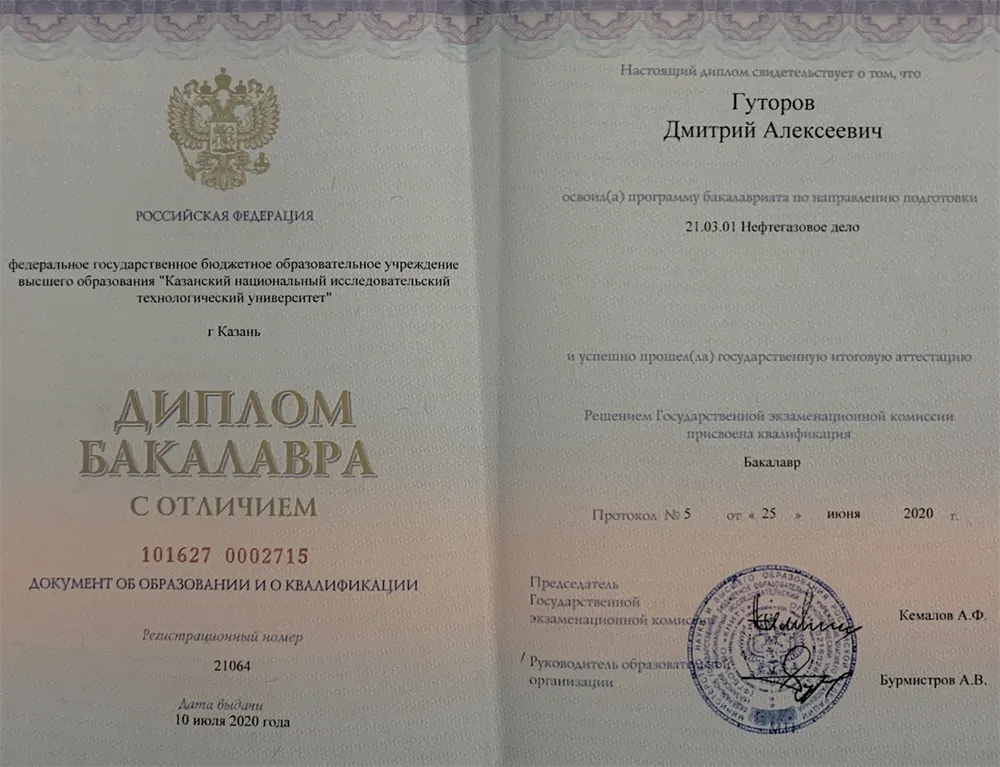 РОССИЙСКАЯ ФЕДЕРАЦИЯ
федеральное государственное бюджетное образовательное учреждение
высшего образования "Казанский национальный исследовательский
технологический университет"
г Казань
ДИПЛОМ
БАКАЛАВРА
С ОТЛИЧИЕМ
101627 0002715
ДОКУМЕНТ ОБ ОБРАЗОВАНИИ И О КВАЛИФИКАЦИИ
Регистрационный номер
21064
Дата выдачи
10 июля 2020 года
Настоящий диплом свидетельствует о том, что
Гуторов
Дмитрий Алексеевич
освоил(а) программу бакалавриата по направлению подготовки
21.03.01 Нефтегазовое дело
и успешно прошел(ла) государственную итоговую аттестацию
Решением Государственной экзаменационной комиссии
присвоена квалификация
Бакалавр
Протокол № 5 от « 25 » июня 2020 г.
Председатель
Государственной
экзаменационной комиссии
Кемалов А.Ф.
Руководитель образовательной
организации
Бурмистров А.В.